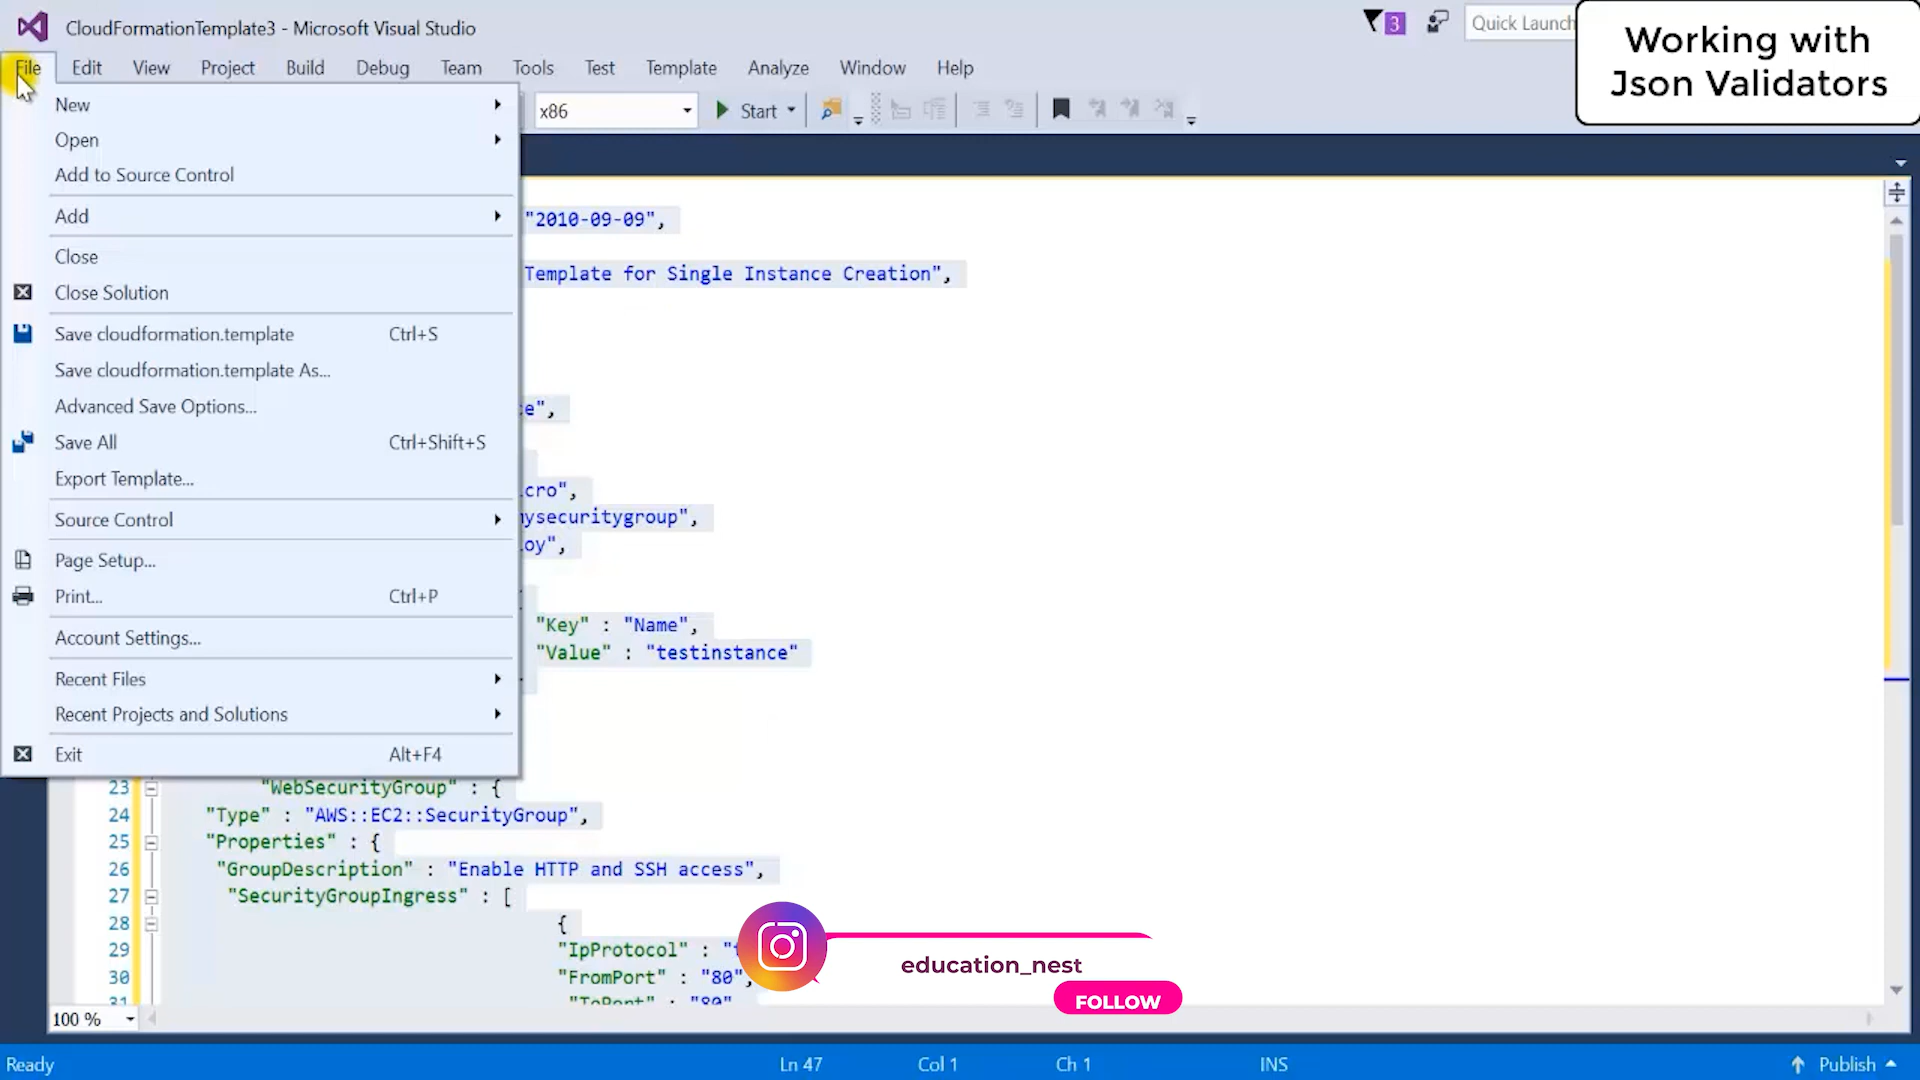 CloudFormationTemplate3 - Microsoft Visual Studio
3
Quick Launch
Working with
Json Validators
File Edit View Project Build Debug Team Tools Test Template Analyze Window Help
x86
Start
New
Open
Add to Source Control
Add
Close
Close Solution
Save cloudformation.template Ctrl+S
Save cloudformation.template As...
Advanced Save Options...
Save All Ctrl+Shift+S
Export Template...
Source Control
Page Setup...
Print... Ctrl+P
Account Settings...
Recent Files
Recent Projects and Solutions
Exit Alt+F4
"2010-09-09",
Template for Single Instance Creation",
ce",
cro",
mysecuritygroup",
oy",
"Key" : "Name",
"Value" : "testinstance"
23 "WebSecurityGroup" : {
24 "Type" : "AWS::EC2::SecurityGroup",
25 "Properties" : {
26 "GroupDescription" : "Enable HTTP and SSH access",
27 "SecurityGroupIngress" : [
28 {
29 "IpProtocol" : "t
30 "FromPort" : "80",
31 "ToPort" : "80"
education_nest
FOLLOW
100 %
Ready Ln 47 Col 1 Ch 1 INS Publish